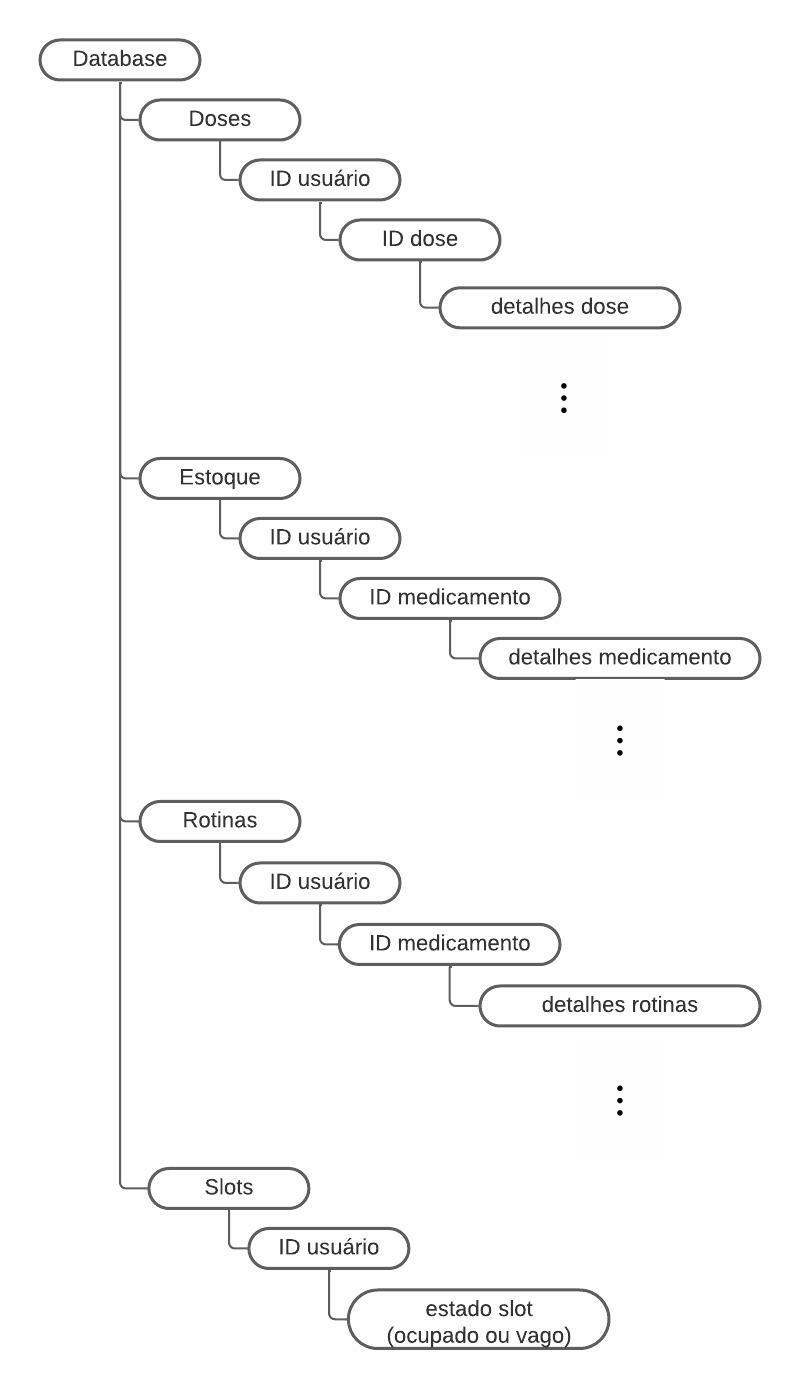 Database
Doses
ID usuário
ID dose
detalhes dose
Estoque
ID usuário
ID medicamento
detalhes medicamento
Rotinas
ID usuário
ID medicamento
detalhes rotinas
Slots
ID usuário
estado slot
(ocupado ou vago)